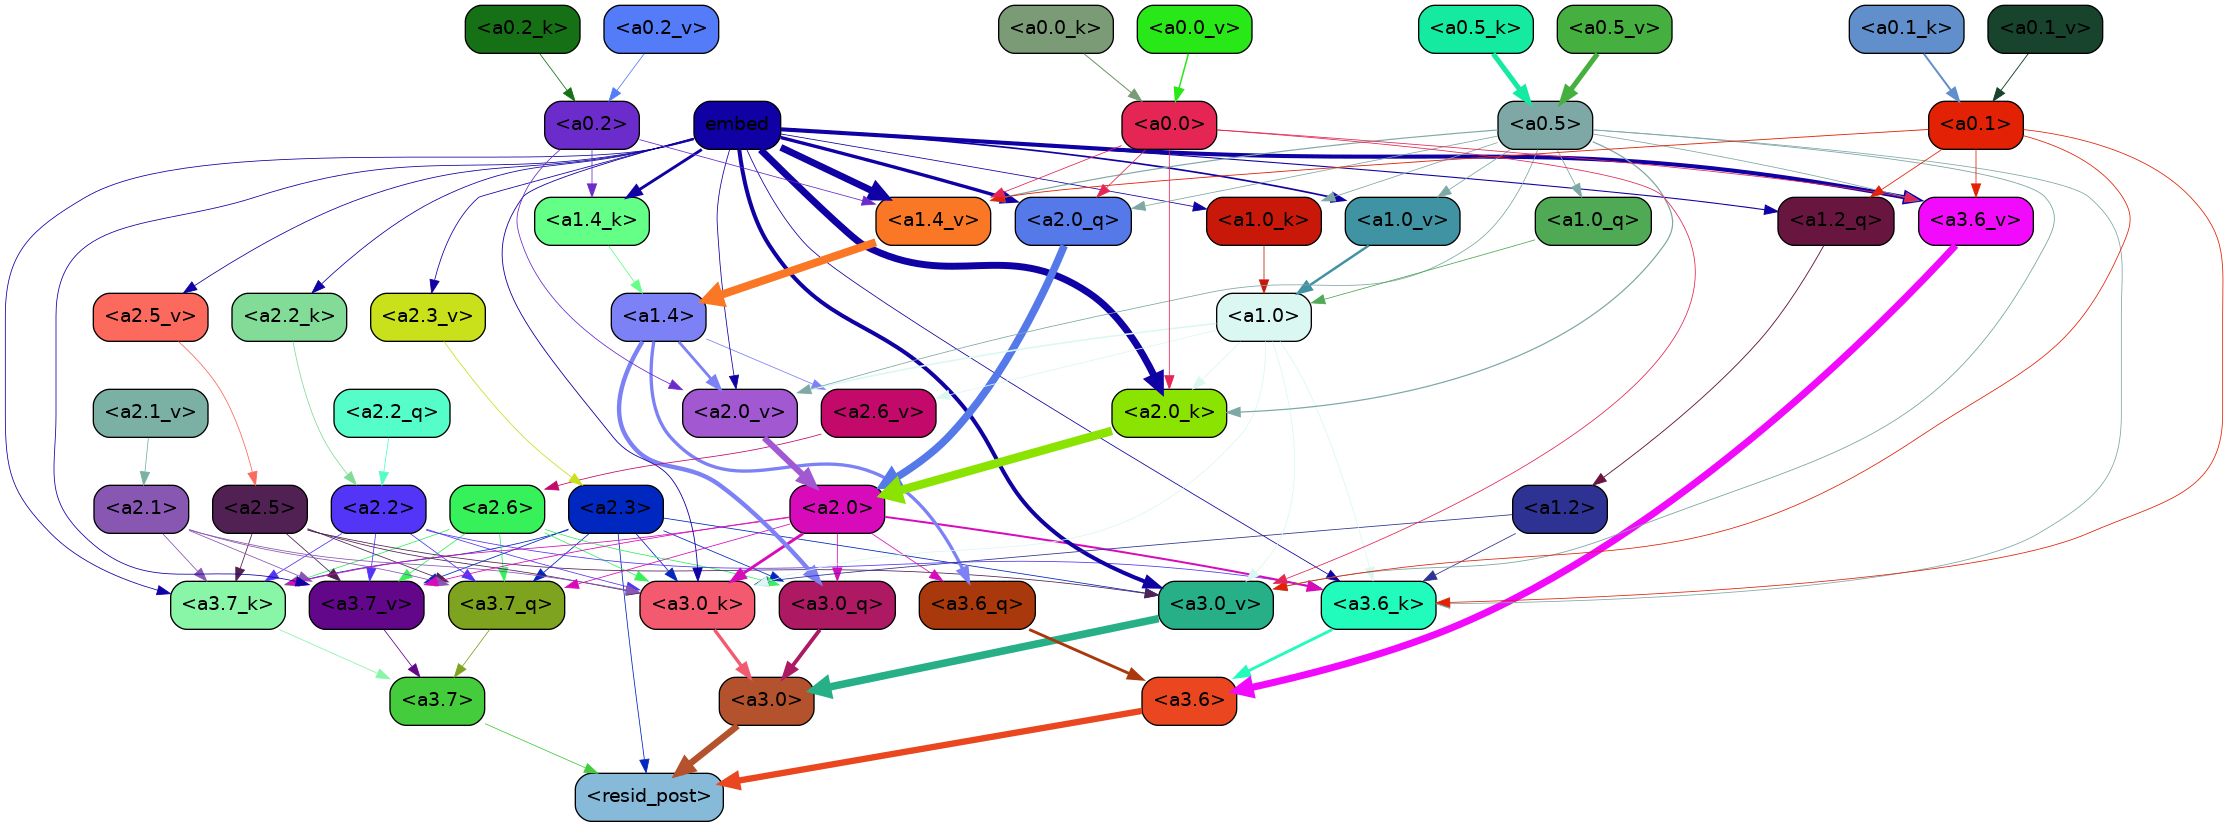 <a0.2_k>
<a0.2_v>
<a0.0_k>
<a0.0_v>
<a0.5_k>
<a0.5_v>
<a0.1_k>
<a0.1_v>
<a0.2>
embed
<a0.0>
<a0.5>
<a0.1>
<a1.4_k>
<a1.4_v>
<a2.0_q>
<a1.0_k>
<a1.0_v>
<a1.0_q>
<a1.2_q>
<a3.6_v>
<a2.5_v>
<a2.2_k>
<a2.3_v>
<a1.4>
<a1.0>
<a2.1_v>
<a2.2_q>
<a2.0_v>
<a2.6_v>
<a2.0_k>
<a2.1>
<a2.5>
<a2.2>
<a2.6>
<a2.3>
<a2.0>
<a1.2>
<a3.7_k>
<a3.7_v>
<a3.7_q>
<a3.0_k>
<a3.0_q>
<a3.6_q>
<a3.0_v>
<a3.6_k>
<a3.7>
<a3.0>
<a3.6>
<resid_post>